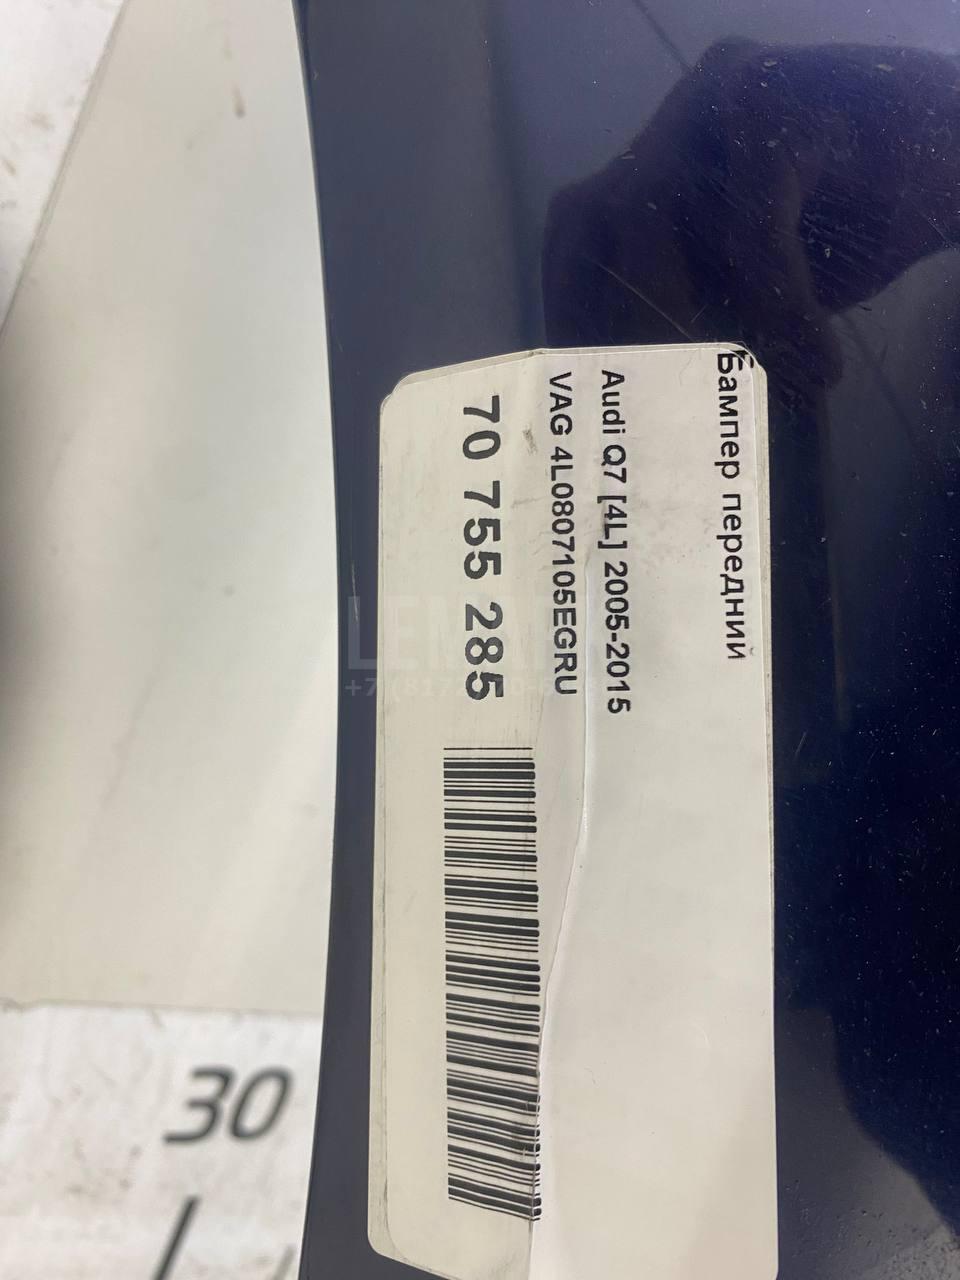 Бампер передний
Audi Q7 [4L] 2005-2015
VAG 4L0807105EGRU
70 755 285
30